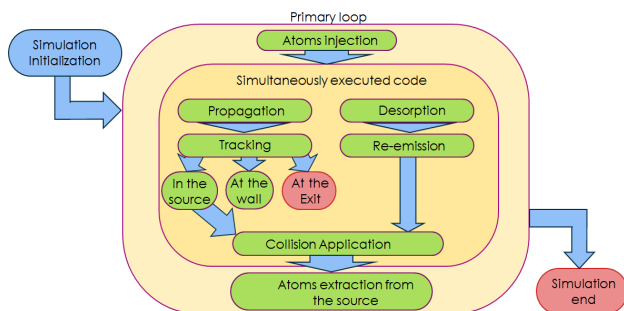 Primary loop
Simulation
Initialization
Atoms injection
Simultaneously executed code
Propagation
Desorption
Tracking
Re-emission
In the
source
At the
wall
At the
Exit
Collision Application
Atoms extraction from
the source
Simulation
end